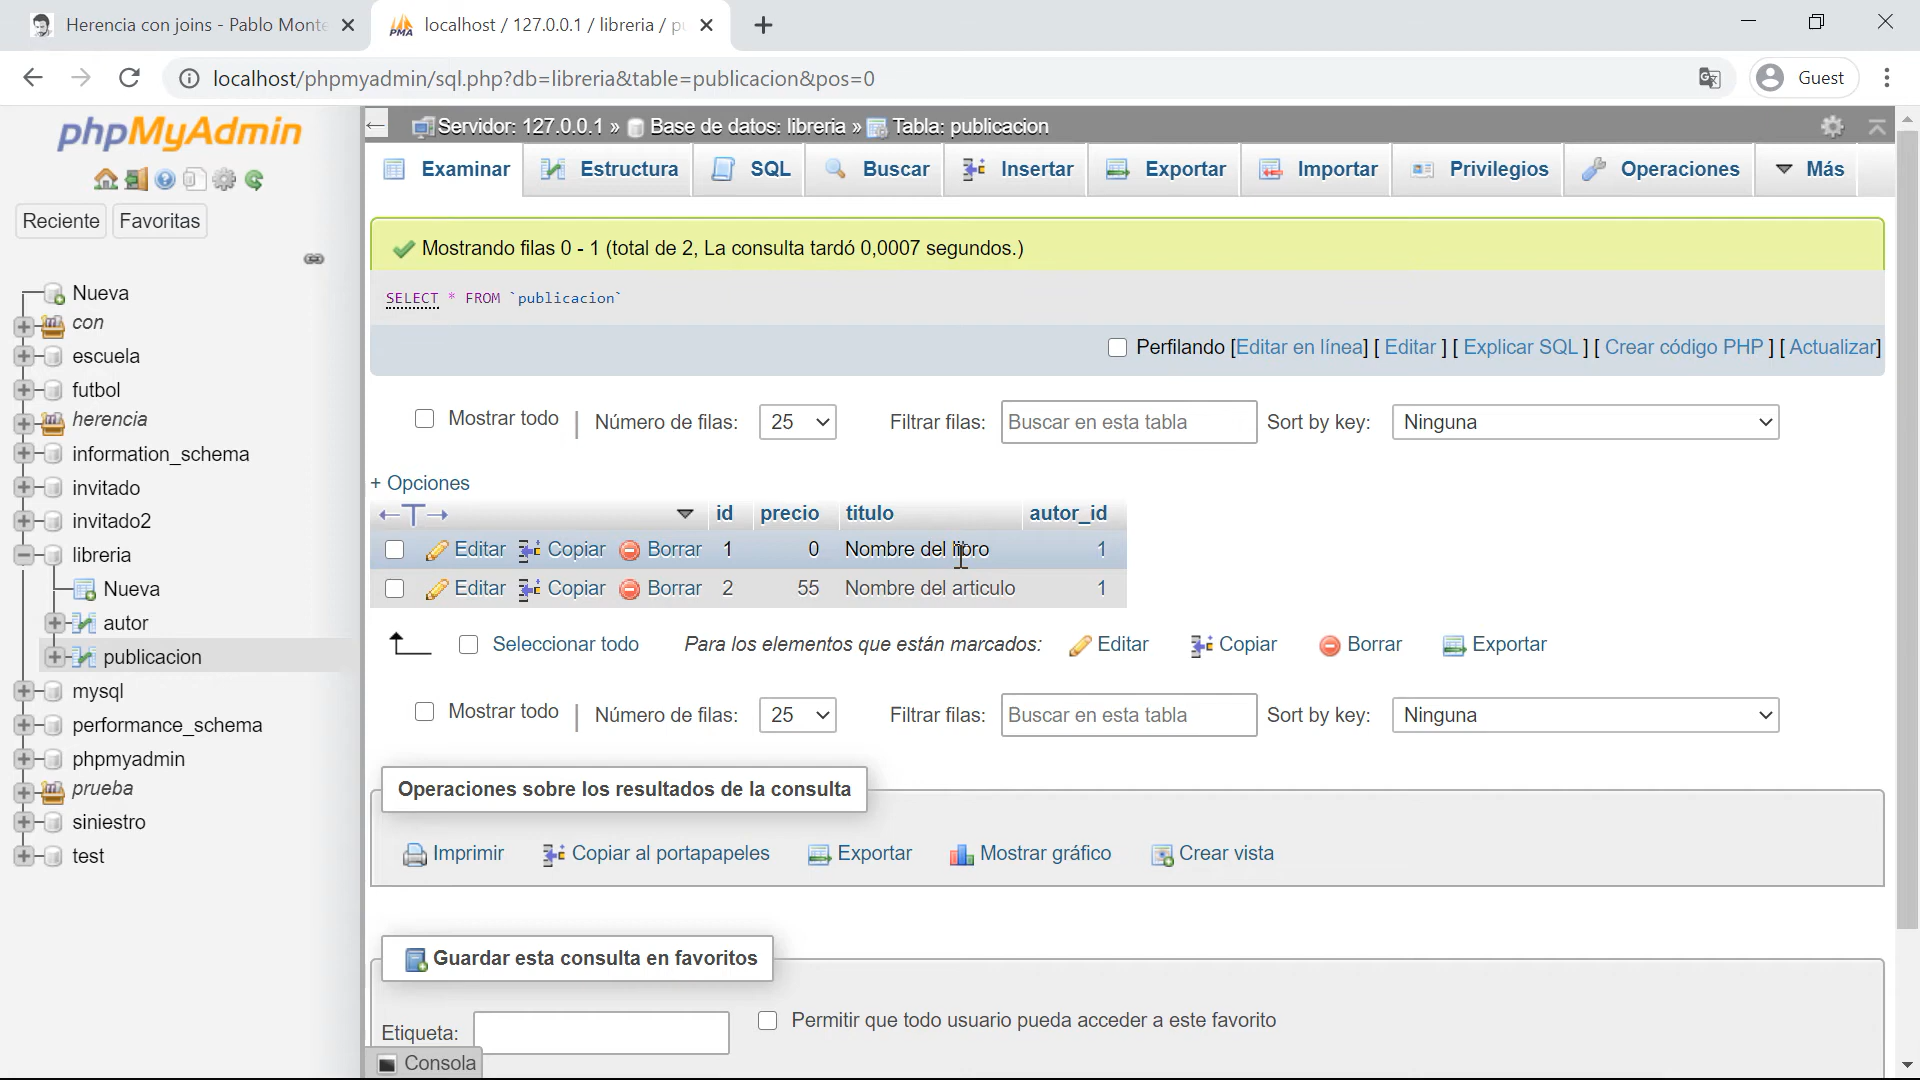 Herencia con joins - Pablo Monte
localhost / 127.0.0.1 / libreria / pu
localhost/phpmyadmin/sql.php?db=libreria&table=publicacion&pos=0
Guest
phpMyAdmin
Reciente Favoritas
Nueva
con
escuela
futbol
herencia
information_schema
invitado
invitado2
libreria
Nueva
autor
publicacion
mysql
performance_schema
phpmyadmin
prueba
siniestro
test
Servidor: 127.0.0.1 » Base de datos: libreria » Tabla: publicacion
Examinar Estructura SQL Buscar Insertar Exportar Importar Privilegios Operaciones Más
Mostrando filas 0 - 1 (total de 2, La consulta tardó 0,0007 segundos.)
SELECT * FROM `publicacion`
Perfilando [Editar en línea] [ Editar ] [ Explicar SQL ] [ Crear código PHP ] [ Actualizar]
Mostrar todo | Número de filas: 25 Filtrar filas: Buscar en esta tabla Sort by key: Ninguna
+ Opciones
id precio titulo autor_id
Editar Copiar Borrar 1 0 Nombre del libro 1
Editar Copiar Borrar 2 55 Nombre del articulo 1
Seleccionar todo Para los elementos que están marcados: Editar Copiar Borrar Exportar
Mostrar todo | Número de filas: 25 Filtrar filas: Buscar en esta tabla Sort by key: Ninguna
Operaciones sobre los resultados de la consulta
Imprimir Copiar al portapapeles Exportar Mostrar gráfico Crear vista
Guardar esta consulta en favoritos
Etiqueta: Permitir que todo usuario pueda acceder a este favorito
Consola